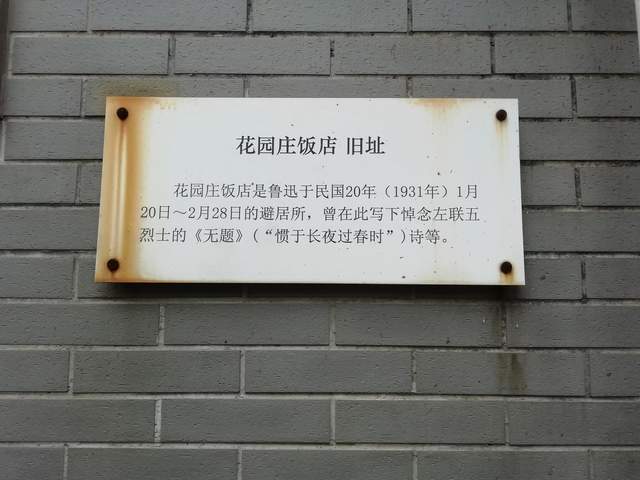 花园庄饭店 旧址
花园庄饭店是鲁迅于民国20年（1931年）1月
20日～2月28日的避居所，曾在此写下悼念左联五
烈士的《无题》(“惯于长夜过春时”)诗等。